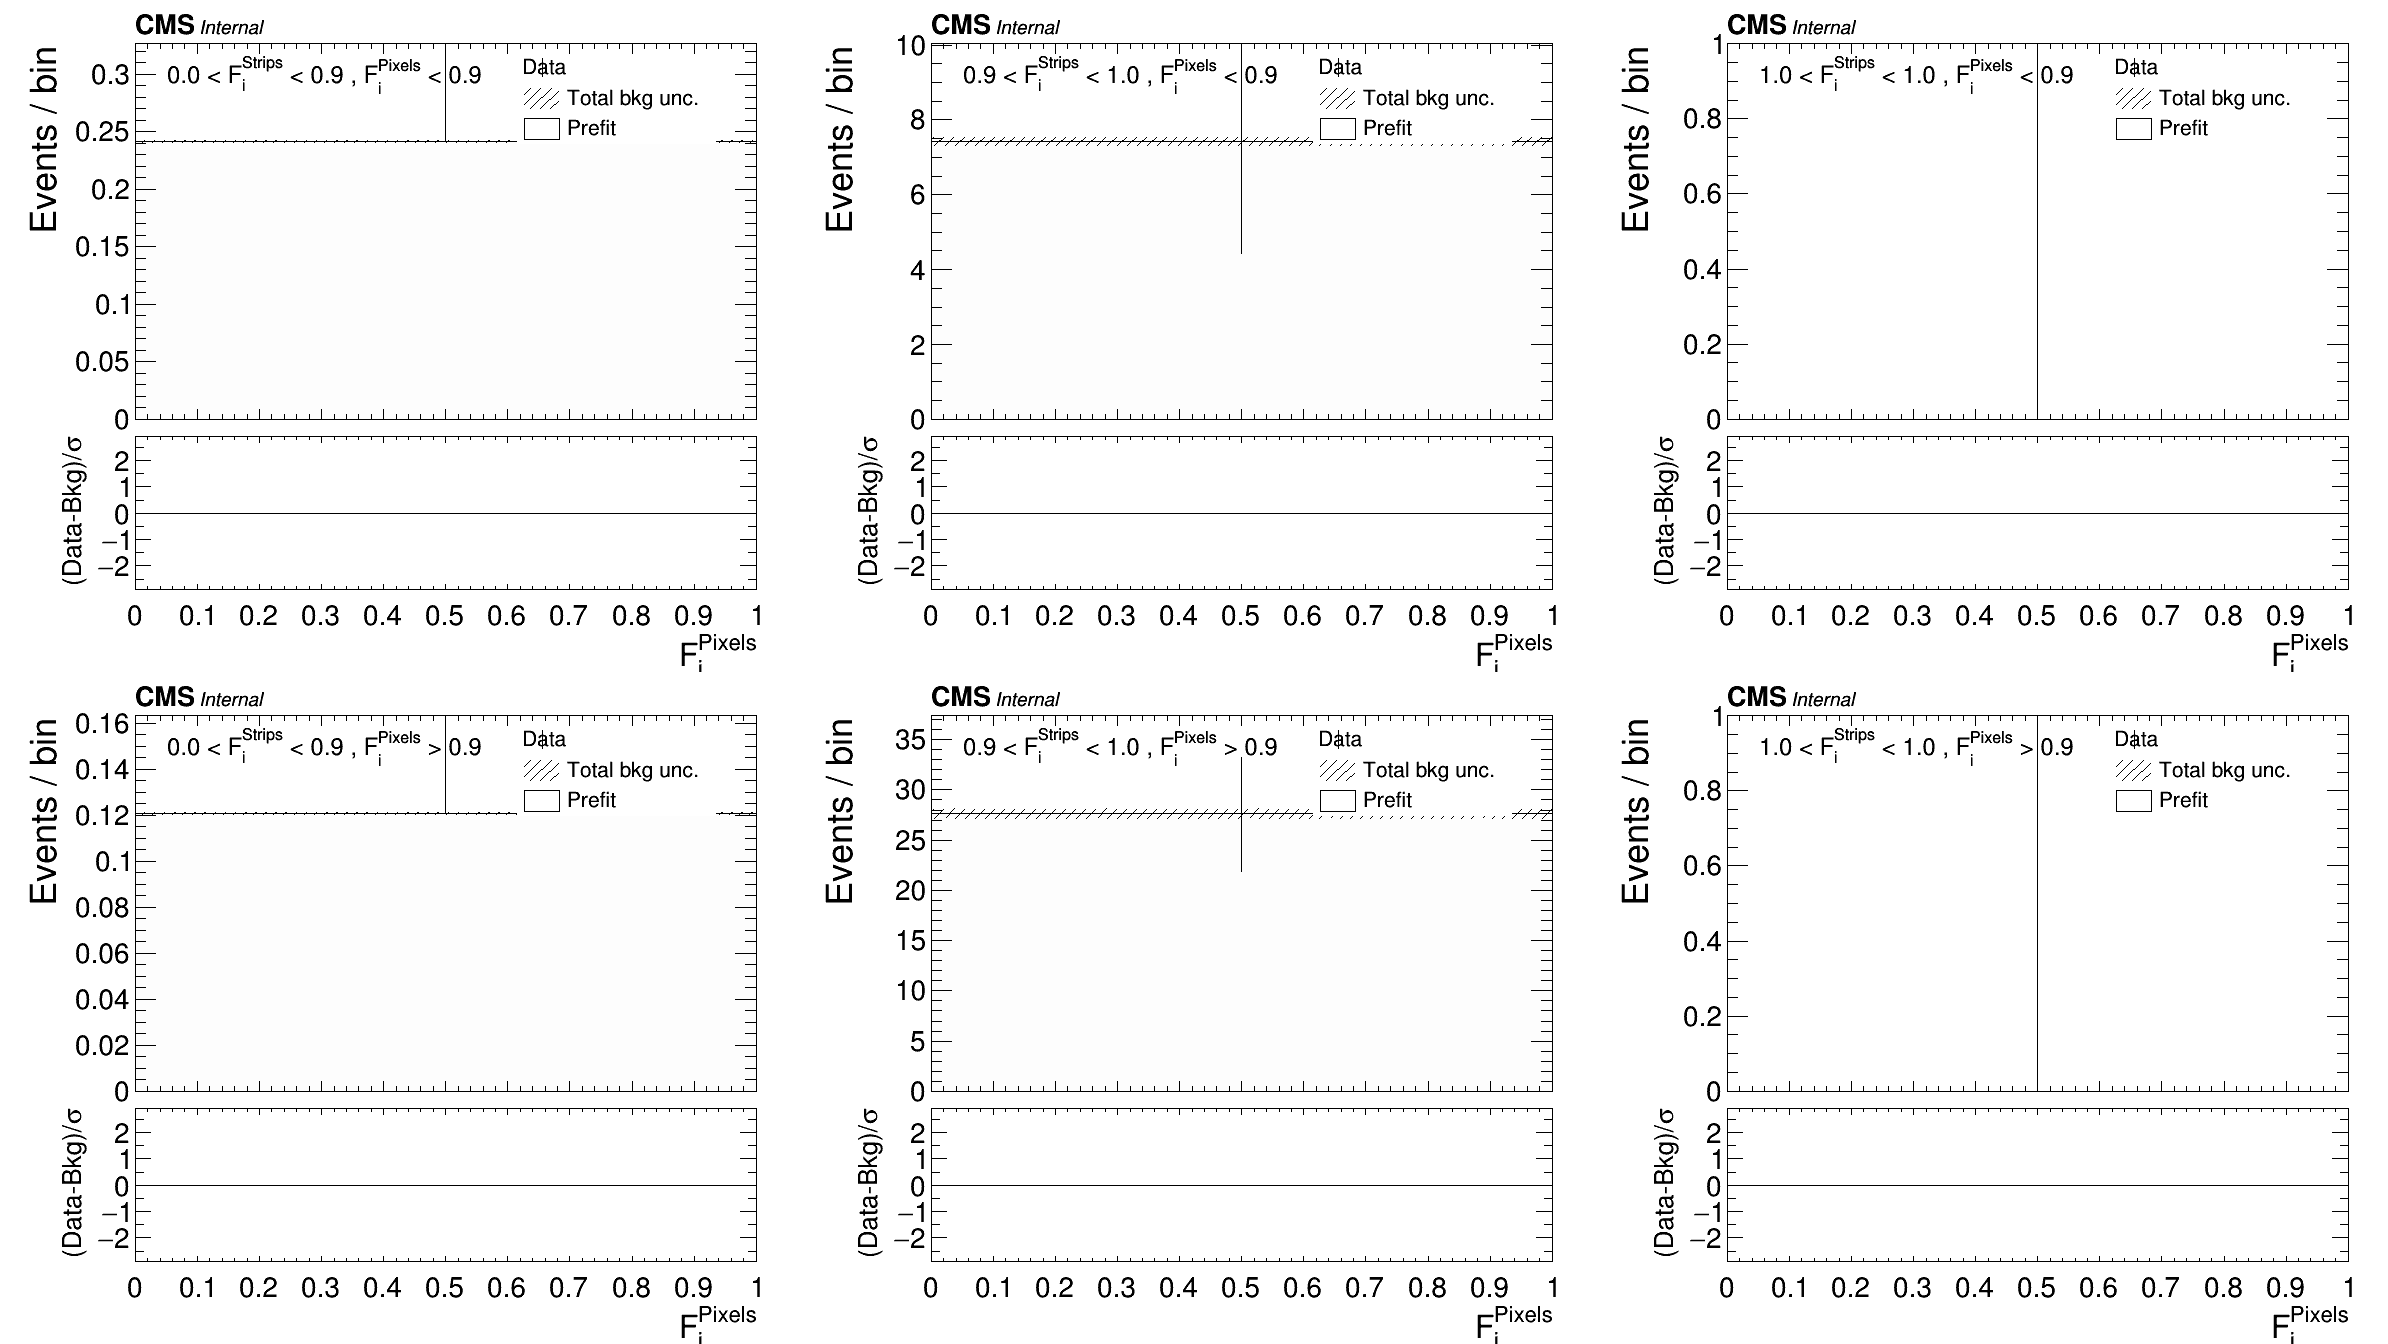 CMS Internal
Events / bin
0.3
0.25
0.2
0.15
0.1
0.05
0
0.0 < F_i^Strips < 0.9 , F_i^Pixels < 0.9
Data
Total bkg unc.
Prefit
(Data-Bkg)/σ
2
1
0
−1
−2
0 0.1 0.2 0.3 0.4 0.5 0.6 0.7 0.8 0.9 1
F_i^Pixels
CMS Internal
Events / bin
10
8
6
4
2
0
0.9 < F_i^Strips < 1.0 , F_i^Pixels < 0.9
Data
Total bkg unc.
Prefit
(Data-Bkg)/σ
2
1
0
−1
−2
0 0.1 0.2 0.3 0.4 0.5 0.6 0.7 0.8 0.9 1
F_i^Pixels
CMS Internal
Events / bin
1
0.8
0.6
0.4
0.2
0
1.0 < F_i^Strips < 1.0 , F_i^Pixels < 0.9
Data
Total bkg unc.
Prefit
(Data-Bkg)/σ
2
1
0
−1
−2
0 0.1 0.2 0.3 0.4 0.5 0.6 0.7 0.8 0.9 1
F_i^Pixels
CMS Internal
Events / bin
0.16
0.14
0.12
0.1
0.08
0.06
0.04
0.02
0
0.0 < F_i^Strips < 0.9 , F_i^Pixels > 0.9
Data
Total bkg unc.
Prefit
(Data-Bkg)/σ
2
1
0
−1
−2
0 0.1 0.2 0.3 0.4 0.5 0.6 0.7 0.8 0.9 1
F_i^Pixels
CMS Internal
Events / bin
35
30
25
20
15
10
5
0
0.9 < F_i^Strips < 1.0 , F_i^Pixels > 0.9
Data
Total bkg unc.
Prefit
(Data-Bkg)/σ
2
1
0
−1
−2
0 0.1 0.2 0.3 0.4 0.5 0.6 0.7 0.8 0.9 1
F_i^Pixels
CMS Internal
Events / bin
1
0.8
0.6
0.4
0.2
0
1.0 < F_i^Strips < 1.0 , F_i^Pixels > 0.9
Data
Total bkg unc.
Prefit
(Data-Bkg)/σ
2
1
0
−1
−2
0 0.1 0.2 0.3 0.4 0.5 0.6 0.7 0.8 0.9 1
F_i^Pixels